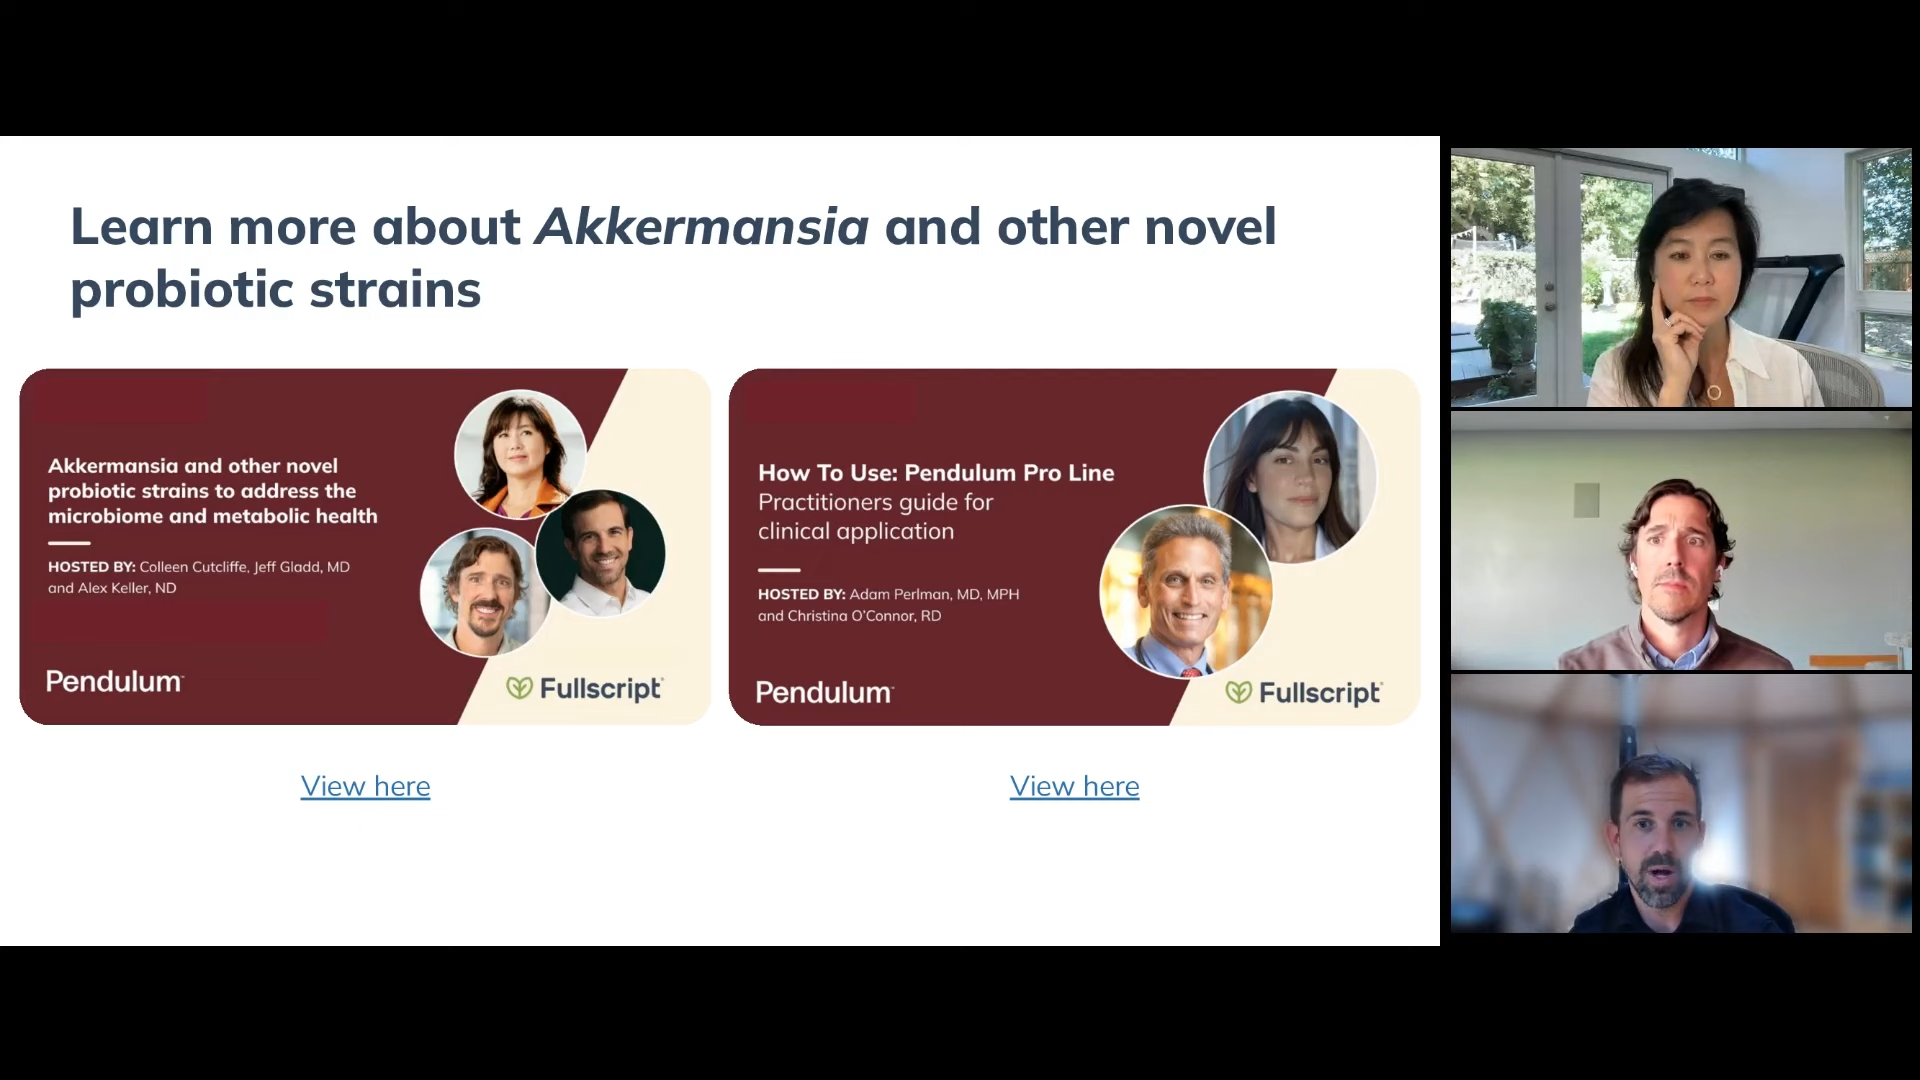 Learn more about Akkermansia and other novel
probiotic strains
Akkermansia and other novel
probiotic strains to address the
microbiome and metabolic health
HOSTED BY: Colleen Cutcliffe, Jeff Gladd, MD
and Alex Keller, ND
Pendulum™
Fullscript®
View here
How To Use: Pendulum Pro Line
Practitioners guide for
clinical application
HOSTED BY: Adam Perlman, MD, MPH
and Christina O’Connor, RD
Pendulum™
Fullscript®
View here